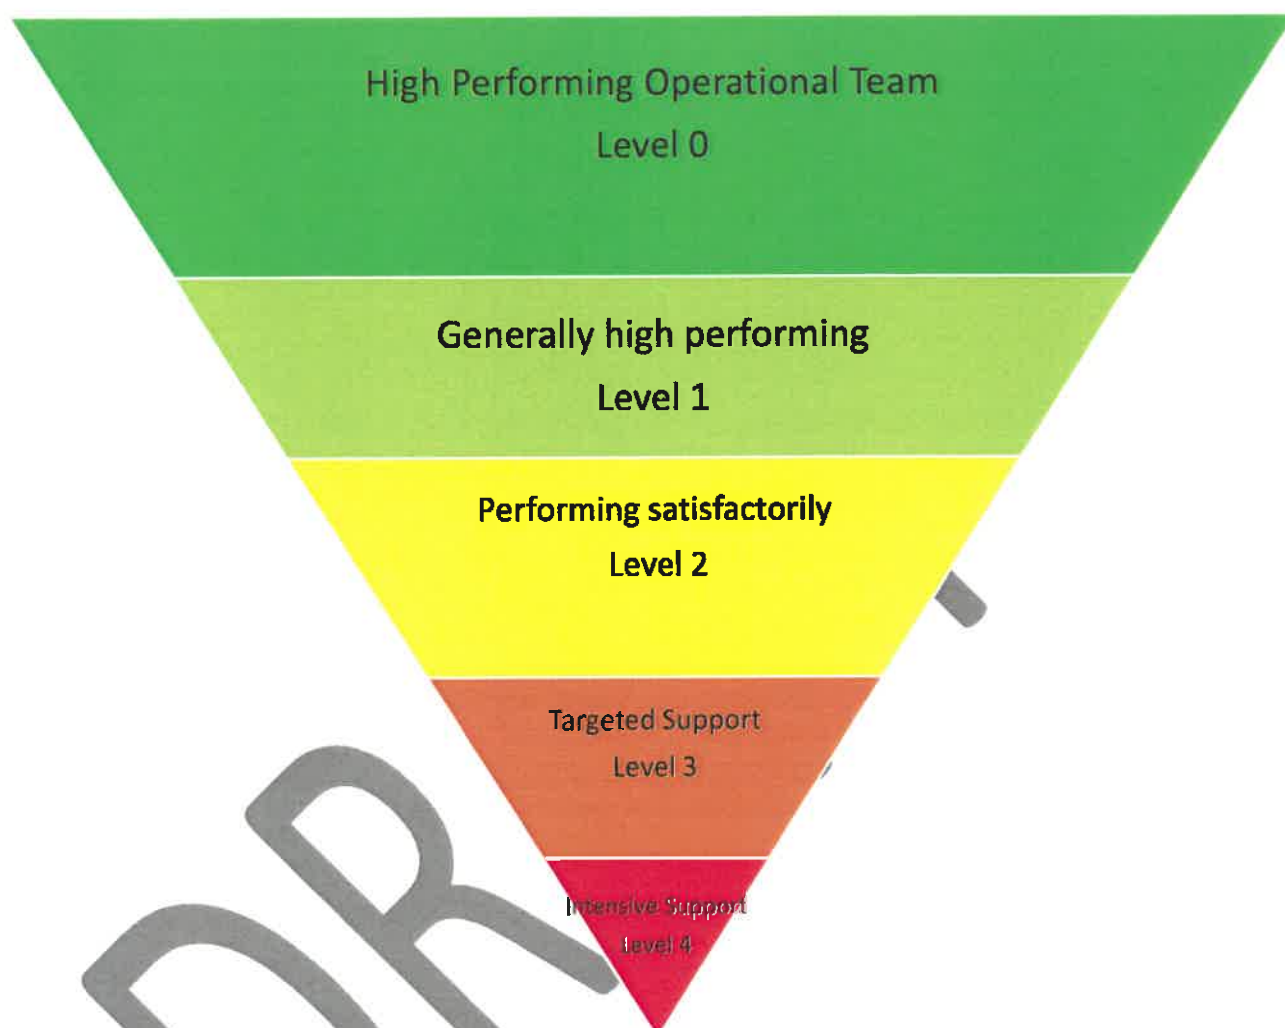 High Performing Operational Team
Level 0
Generally high performing
Level 1
Performing satisfactorily
Level 2
Targeted Support
Level 3
Intensive Support
Level 4
DR